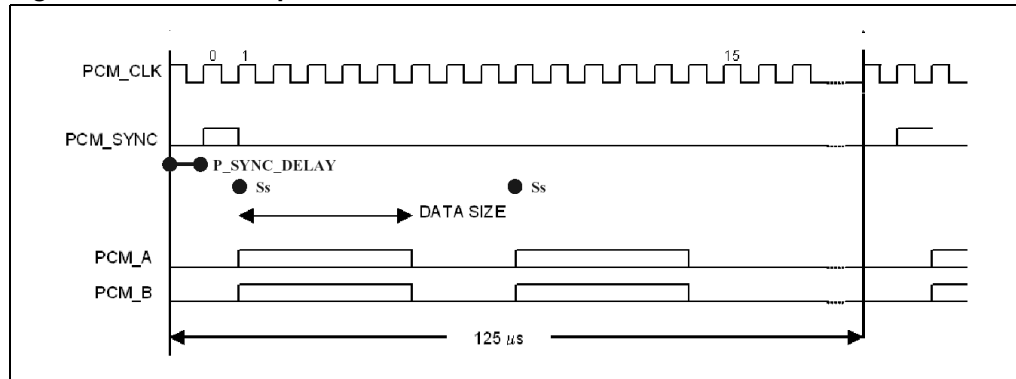 0 1 15
PCM_CLK
PCM_SYNC
P_SYNC_DELAY
Ss Ss
DATA SIZE
PCM_A
PCM_B
125 µs